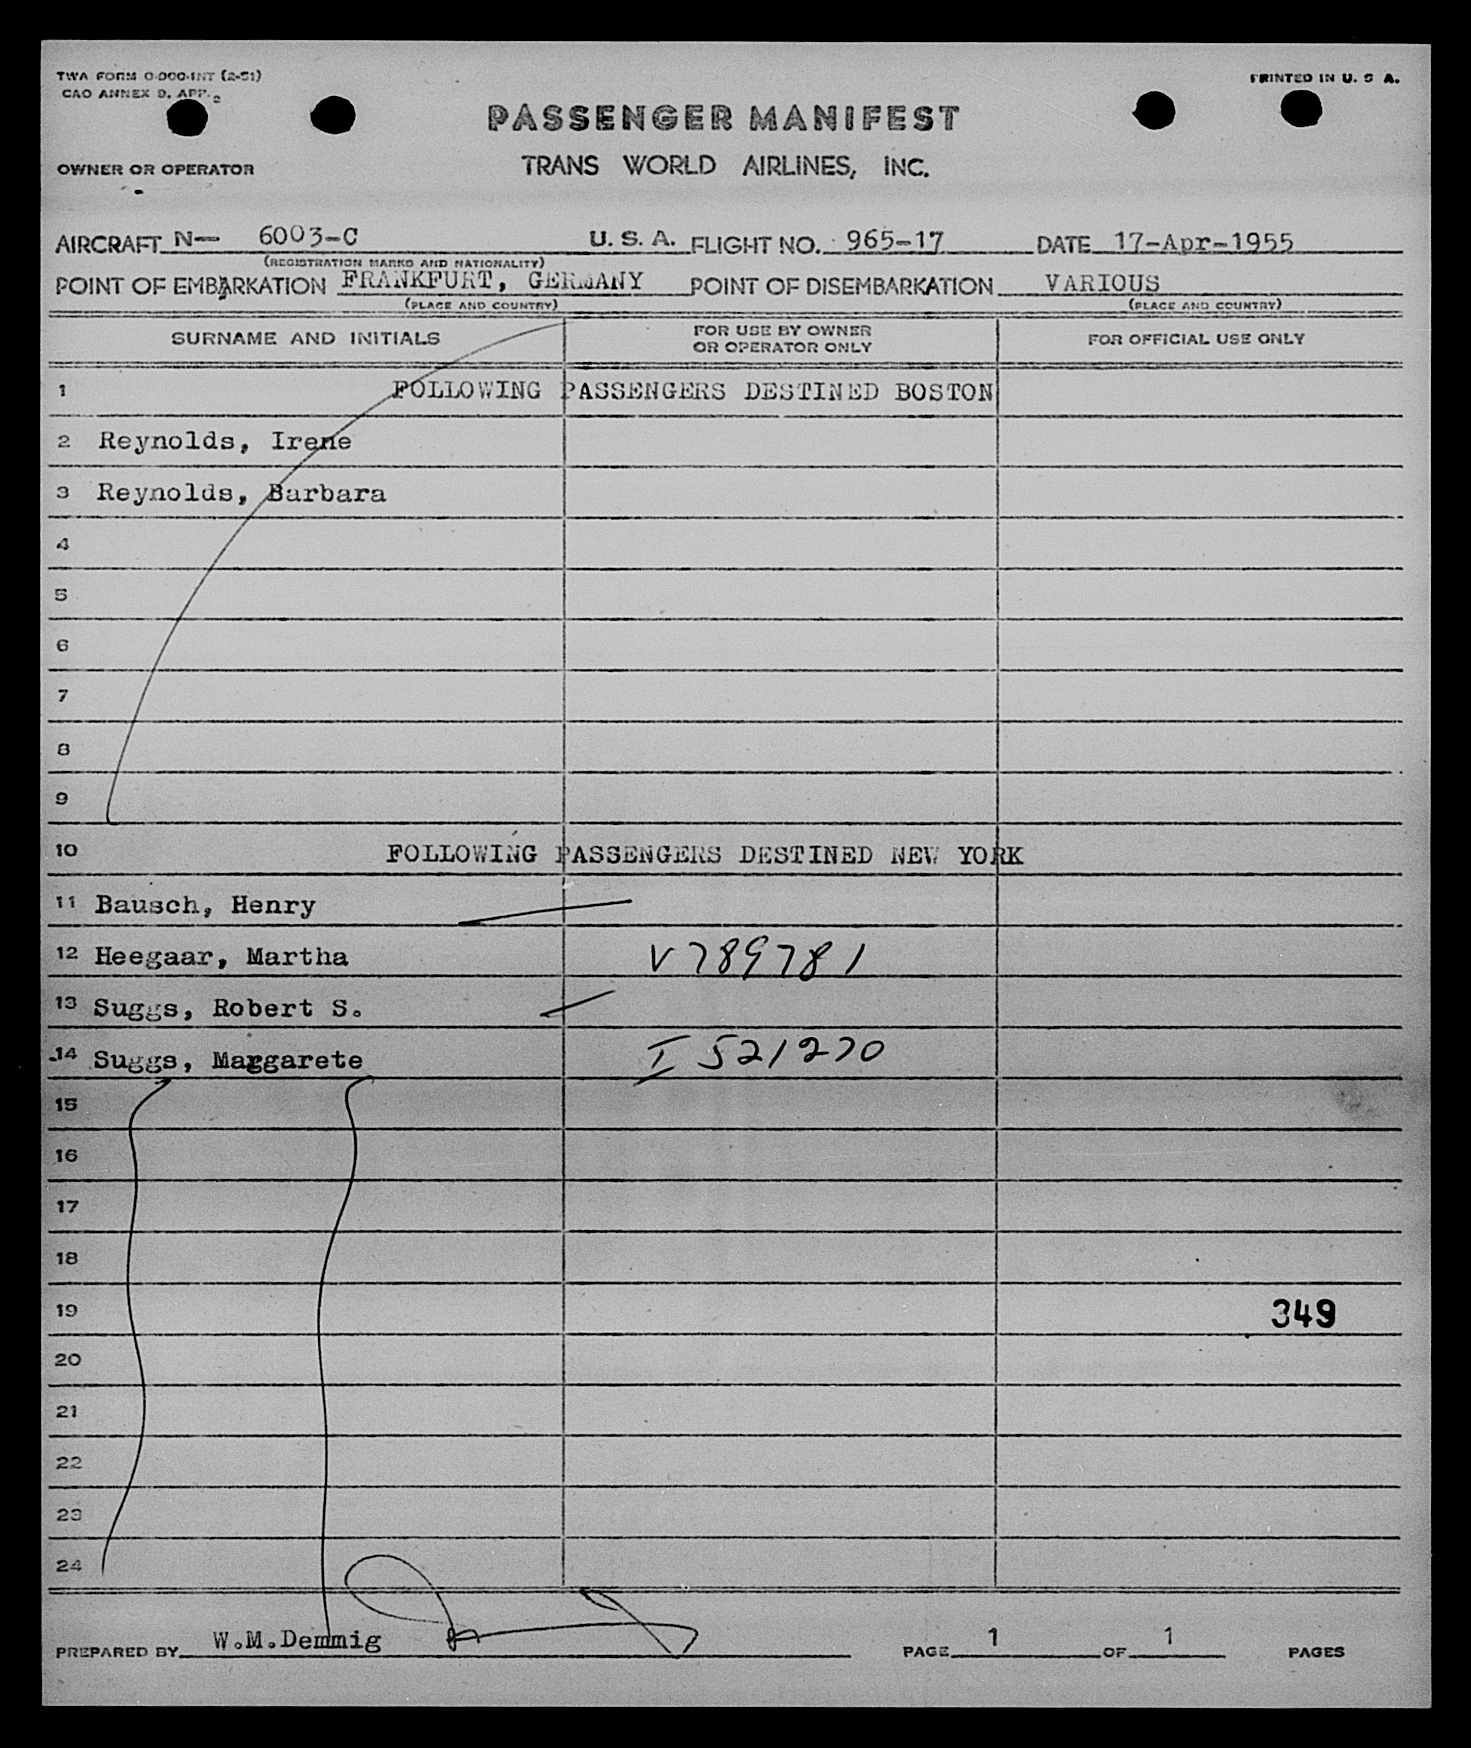 TWA FORM 0-000-INT (2-51) PRINTED IN U. S. A.
CAO ANNEX 9, APP. 2
PASSENGER MANIFEST
OWNER OR OPERATOR TRANS WORLD AIRLINES, INC.
AIRCRAFT N— 6003-C U. S. A. FLIGHT NO. 965-17 DATE 17-Apr-1955
(REGISTRATION MARKS AND NATIONALITY)
POINT OF EMBARKATION FRANKFURT, GERMANY POINT OF DISEMBARKATION VARIOUS
(PLACE AND COUNTRY) (PLACE AND COUNTRY)
SURNAME AND INITIALS FOR USE BY OWNER OR OPERATOR ONLY FOR OFFICIAL USE ONLY
1 FOLLOWING PASSENGERS DESTINED BOSTON
2 Reynolds, Irene
3 Reynolds, Barbara
4
5
6
7
8
9
10 FOLLOWING PASSENGERS DESTINED NEW YORK
11 Bausch, Henry
12 Heegaar, Martha V789781
13 Suggs, Robert S.
14 Suggs, Margarete I 521270
15
16
17
18
19 349
20
21
22
23
24
PREPARED BY W.M.Demmig PAGE 1 OF 1 PAGES